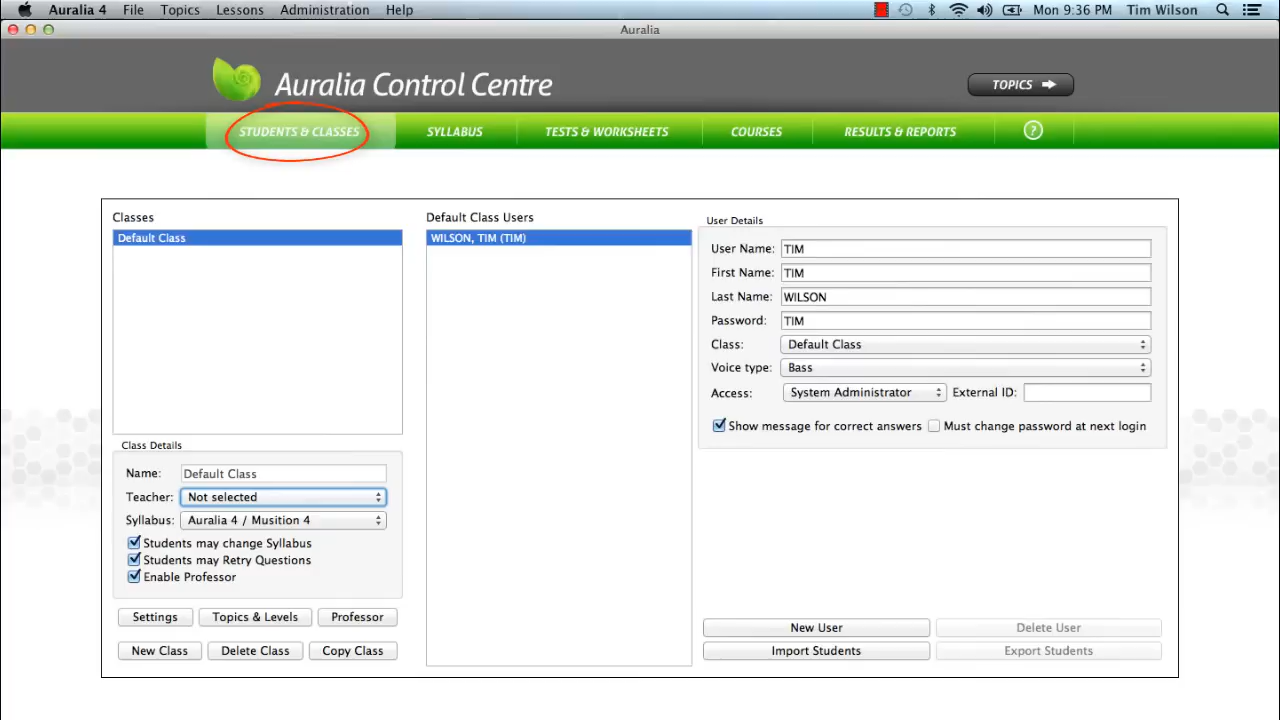 Auralia 4 File Topics Lessons Administration Help Mon 9:36 PM Tim Wilson
Auralia
Auralia Control Centre
TOPICS
STUDENTS & CLASSES SYLLABUS TESTS & WORKSHEETS COURSES RESULTS & REPORTS ?
Classes
Default Class
Class Details
Name: Default Class
Teacher: Not selected
Syllabus: Auralia 4 / Musition 4
Students may change Syllabus
Students may Retry Questions
Enable Professor
Settings Topics & Levels Professor
New Class Delete Class Copy Class
Default Class Users
WILSON, TIM (TIM)
User Details
User Name: TIM
First Name: TIM
Last Name: WILSON
Password: TIM
Class: Default Class
Voice type: Bass
Access: System Administrator External ID:
Show message for correct answers Must change password at next login
New User Delete User
Import Students Export Students